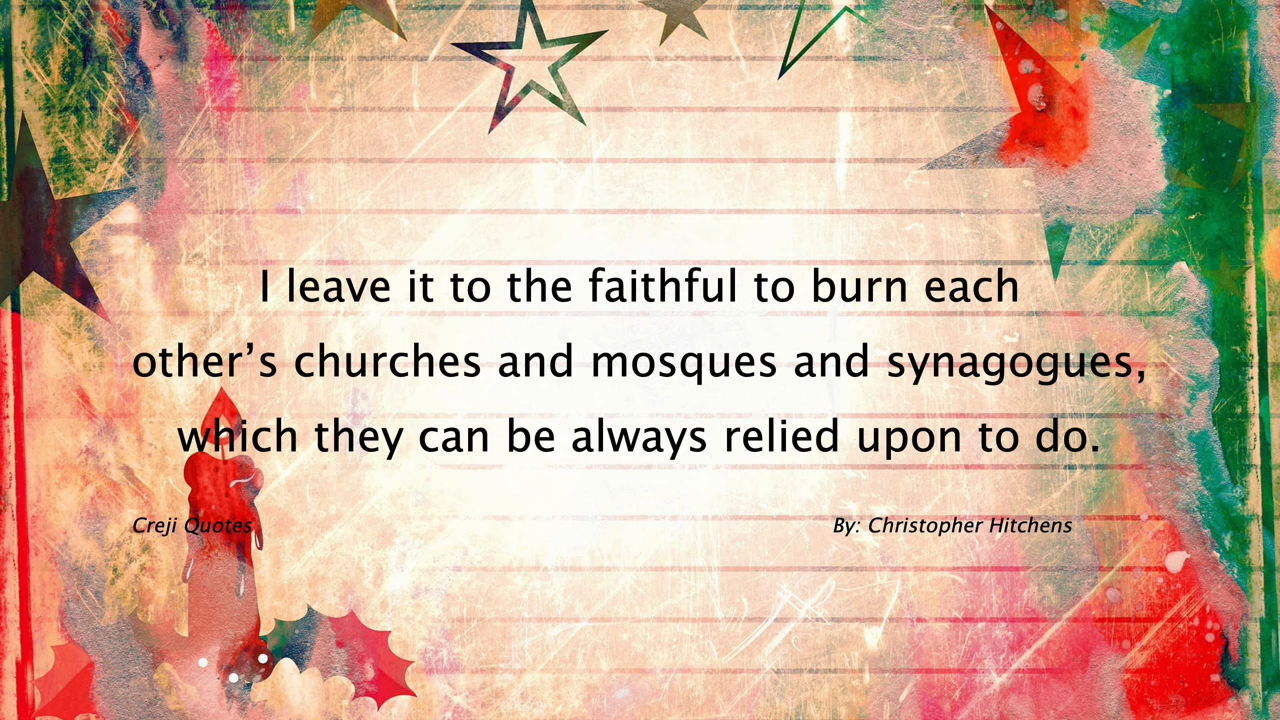 I leave it to the faithful to burn each
other’s churches and mosques and synagogues,
which they can be always relied upon to do.
Creji Quotes
By: Christopher Hitchens